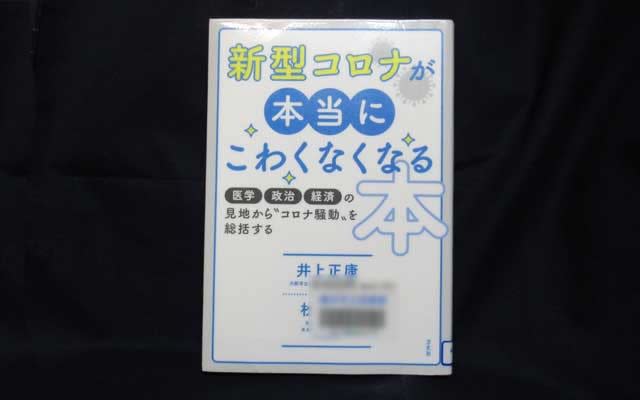 新型コロナが
本当に
こわくなくなる
本
医学 政治 経済 の
見地から〝コロナ騒動〟を
総括する
井上正康